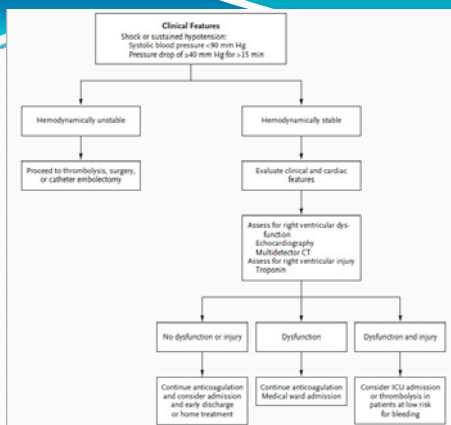 Clinical Features
Shock or sustained hypotension:
Systolic blood pressure <90 mm Hg
Pressure drop of ≥40 mm Hg for >15 min
Hemodynamically unstable
Hemodynamically stable
Proceed to thrombolysis, surgery,
or catheter embolectomy
Evaluate clinical and cardiac
features
Assess for right ventricular dys-
function
Echocardiography
Multidetector CT
Assess for right ventricular injury
Troponin
No dysfunction or injury
Dysfunction
Dysfunction and injury
Continue anticoagulation
and consider admission
and early discharge
or home treatment
Continue anticoagulation
Medical ward admission
Consider ICU admission
or thrombolysis in
patients at low risk
for bleeding